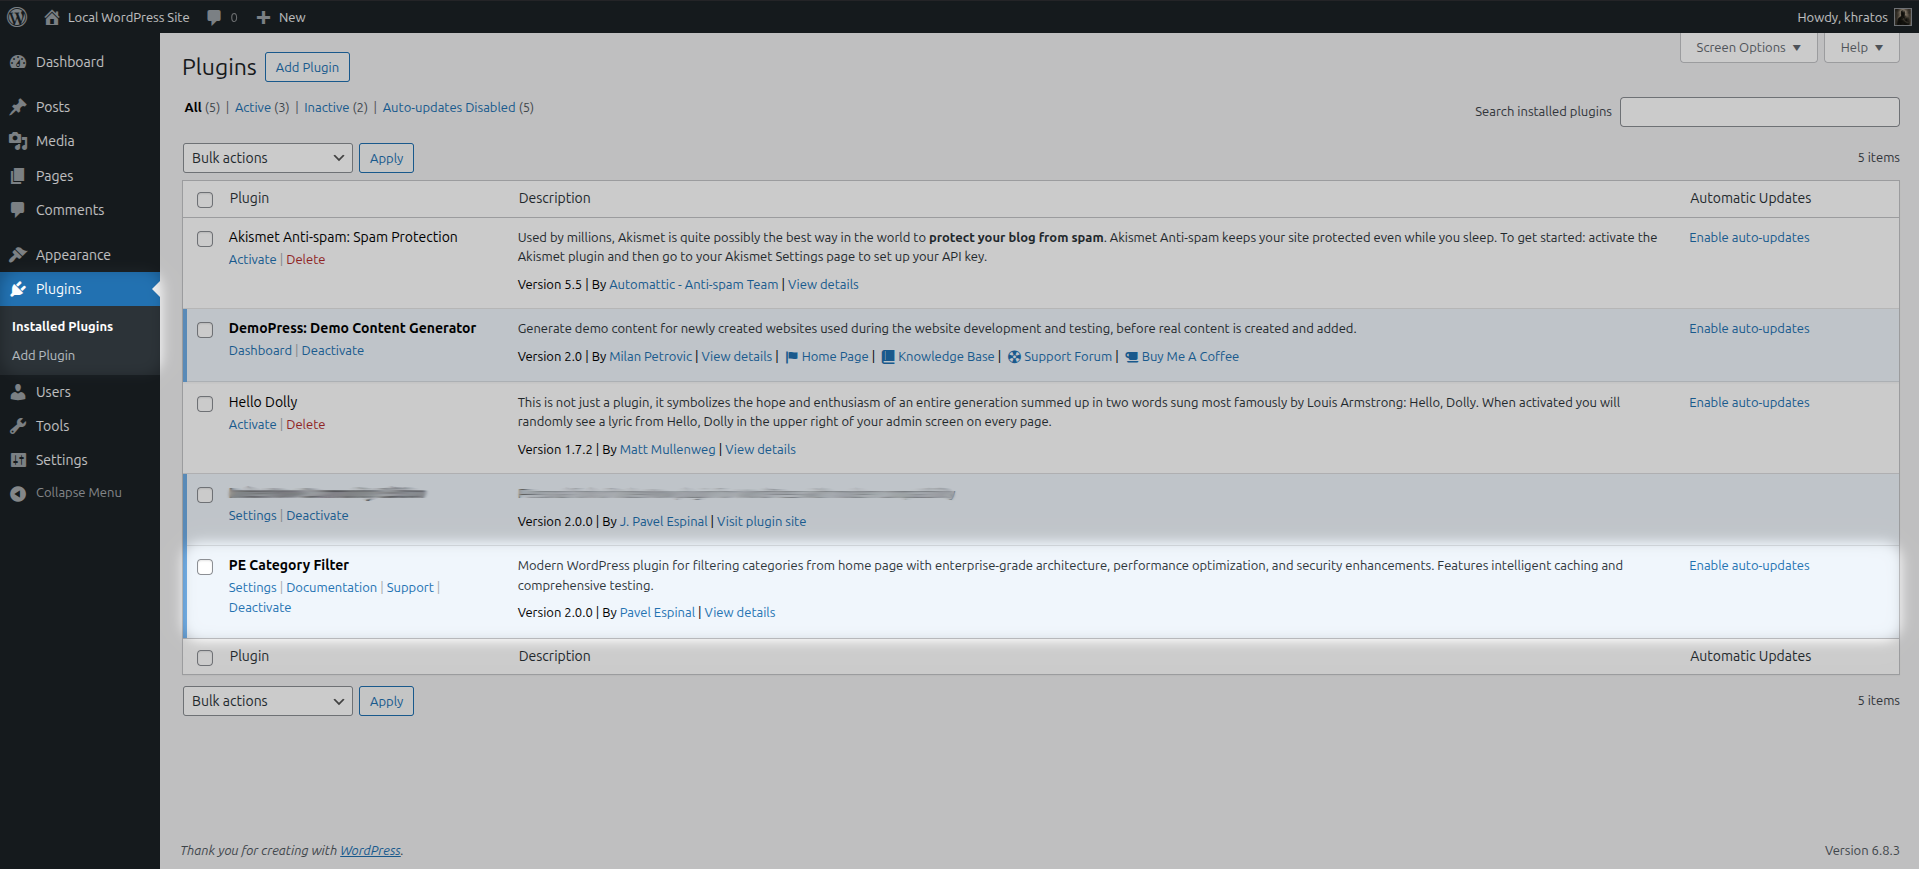 Local WordPress Site 0 New Howdy, khratos
Dashboard
Posts
Media
Pages
Comments
Appearance
Plugins
Installed Plugins
Add Plugin
Users
Tools
Settings
Collapse Menu
Screen Options Help
Plugins Add Plugin
All (5) | Active (3) | Inactive (2) | Auto-updates Disabled (5)
Search installed plugins
Bulk actions Apply 5 items
Plugin Description Automatic Updates
Akismet Anti-spam: Spam Protection
Activate | Delete
Used by millions, Akismet is quite possibly the best way in the world to protect your blog from spam. Akismet Anti-spam keeps your site protected even while you sleep. To get started: activate the
Akismet plugin and then go to your Akismet Settings page to set up your API key.
Version 5.5 | By Automattic - Anti-spam Team | View details
Enable auto-updates
DemoPress: Demo Content Generator
Dashboard | Deactivate
Generate demo content for newly created websites used during the website development and testing, before real content is created and added.
Version 2.0 | By Milan Petrovic | View details | Home Page | Knowledge Base | Support Forum | Buy Me A Coffee
Enable auto-updates
Hello Dolly
Activate | Delete
This is not just a plugin, it symbolizes the hope and enthusiasm of an entire generation summed up in two words sung most famously by Louis Armstrong: Hello, Dolly. When activated you will
randomly see a lyric from Hello, Dolly in the upper right of your admin screen on every page.
Version 1.7.2 | By Matt Mullenweg | View details
Enable auto-updates
Settings | Deactivate
Version 2.0.0 | By J. Pavel Espinal | Visit plugin site
PE Category Filter
Settings | Documentation | Support |
Deactivate
Modern WordPress plugin for filtering categories from home page with enterprise-grade architecture, performance optimization, and security enhancements. Features intelligent caching and
comprehensive testing.
Version 2.0.0 | By Pavel Espinal | View details
Enable auto-updates
Plugin Description Automatic Updates
Bulk actions Apply 5 items
Thank you for creating with WordPress. Version 6.8.3